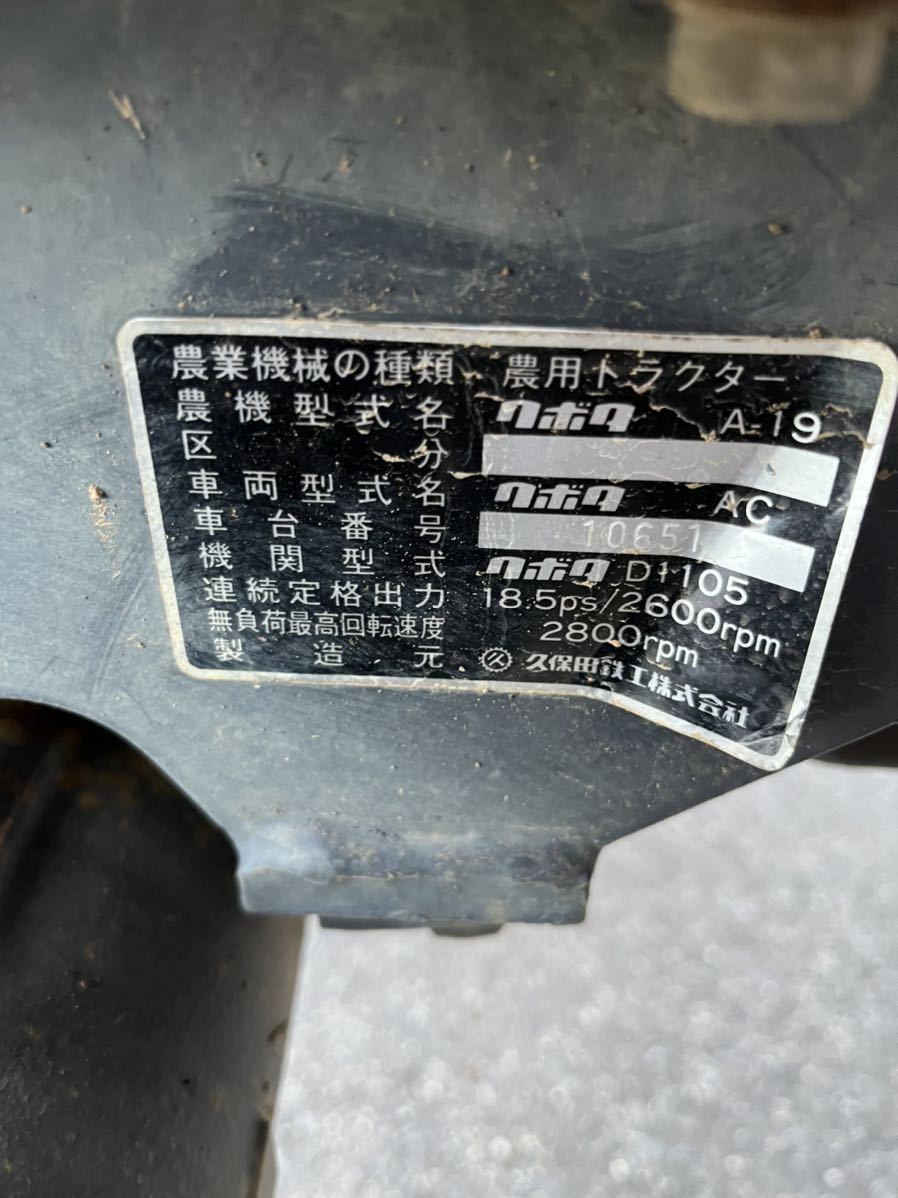 農業機械の種類 農用トラクター
農機型式名 クボタ A-19
区分
車両型式名 クボタ AC
車台番号 10651
機関型式 クボタ D1105
連続定格出力 18.5ps/2600rpm
無負荷最高回転速度 2800rpm
製造元 久保田鉄工株式会社